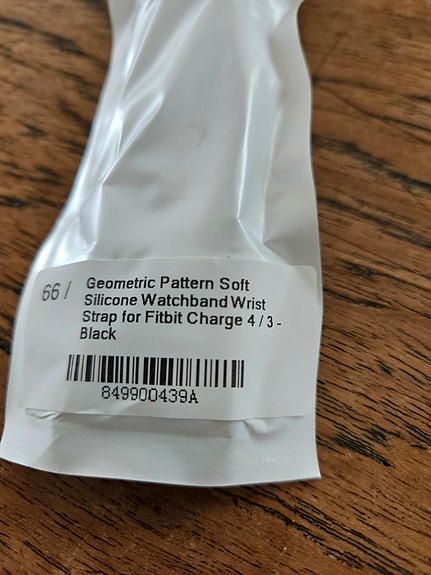 66 / Geometric Pattern Soft
Silicone Watchband Wrist
Strap for Fitbit Charge 4 / 3 -
Black
849900439A